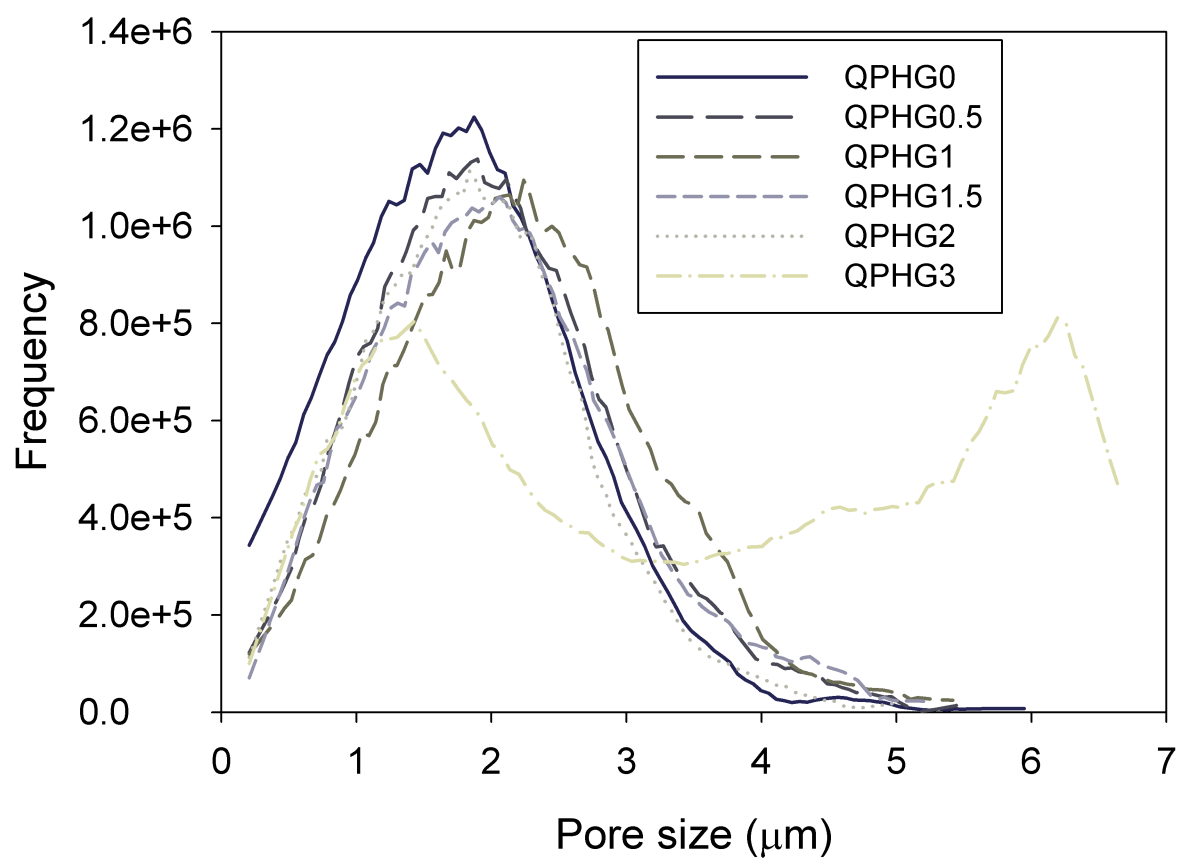 1.4e+6
1.2e+6
1.0e+6
8.0e+5
6.0e+5
4.0e+5
2.0e+5
0.0
Frequency
QPHG0
QPHG0.5
QPHG1
QPHG1.5
QPHG2
QPHG3
0 1 2 3 4 5 6 7
Pore size (μm)